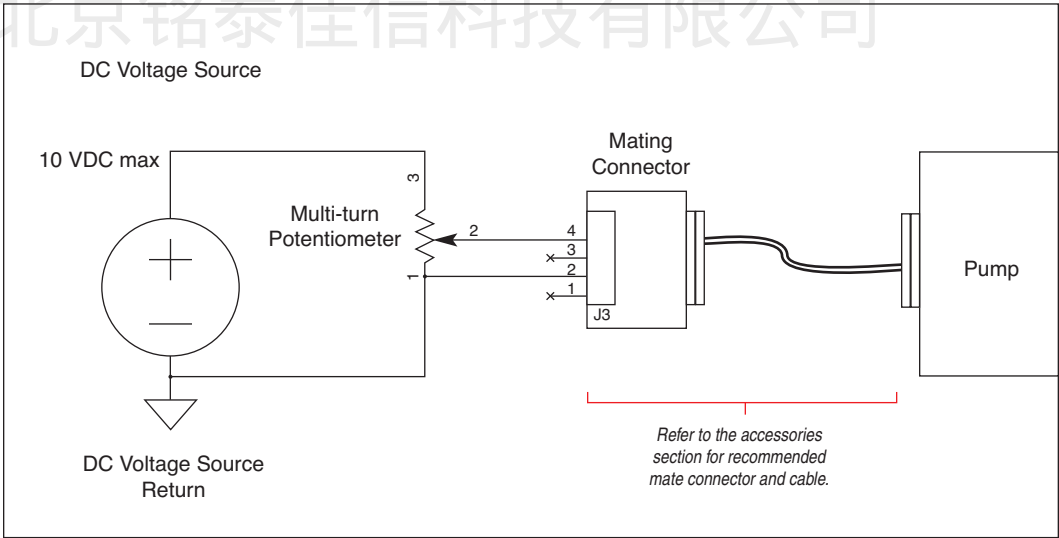 北京铭泰佳信科技有限公司
DC Voltage Source
10 VDC max
3
Multi-turn
Potentiometer
2
1
Mating
Connector
4
3
2
1
J3
Pump
Refer to the accessories
section for recommended
mate connector and cable.
DC Voltage Source
Return